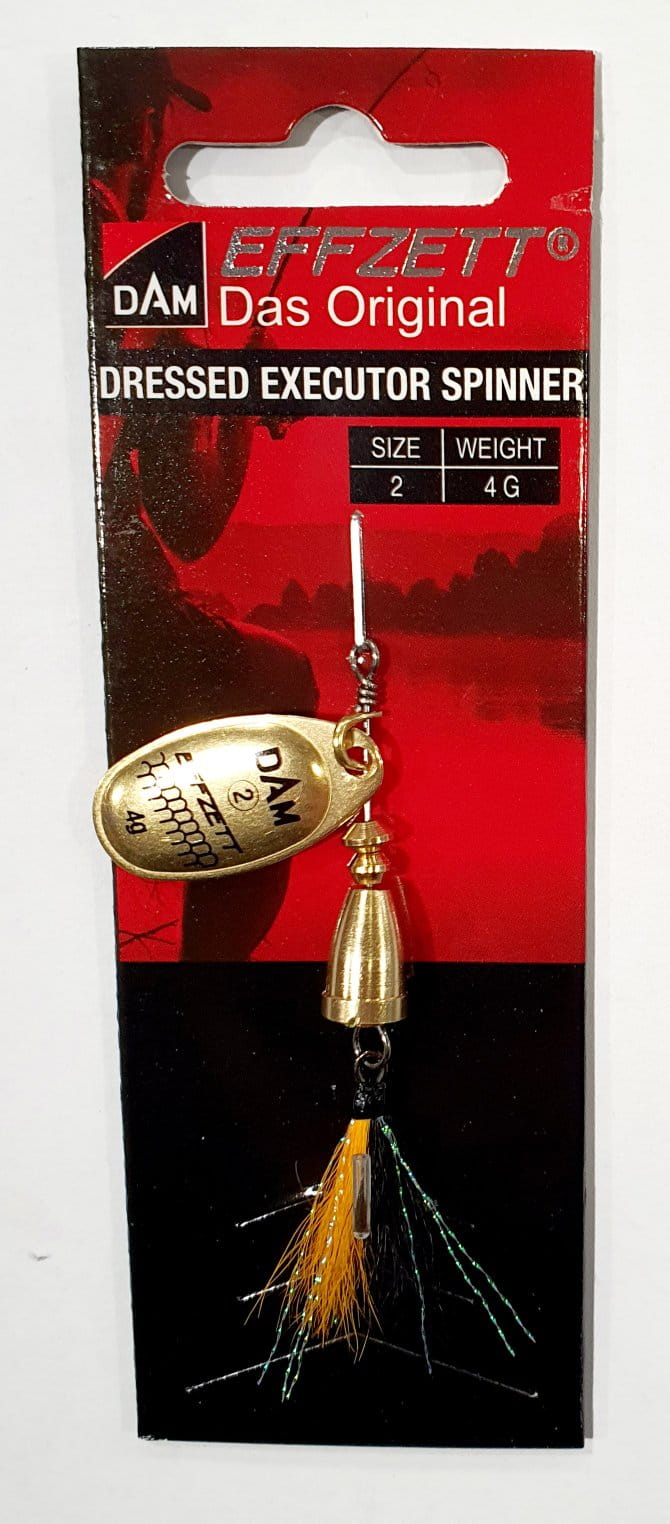 EFFZETT®
DAM
Das Original
DRESSED EXECUTOR SPINNER
SIZE WEIGHT
2 4 G
DAM
2
EFFZETT
4g